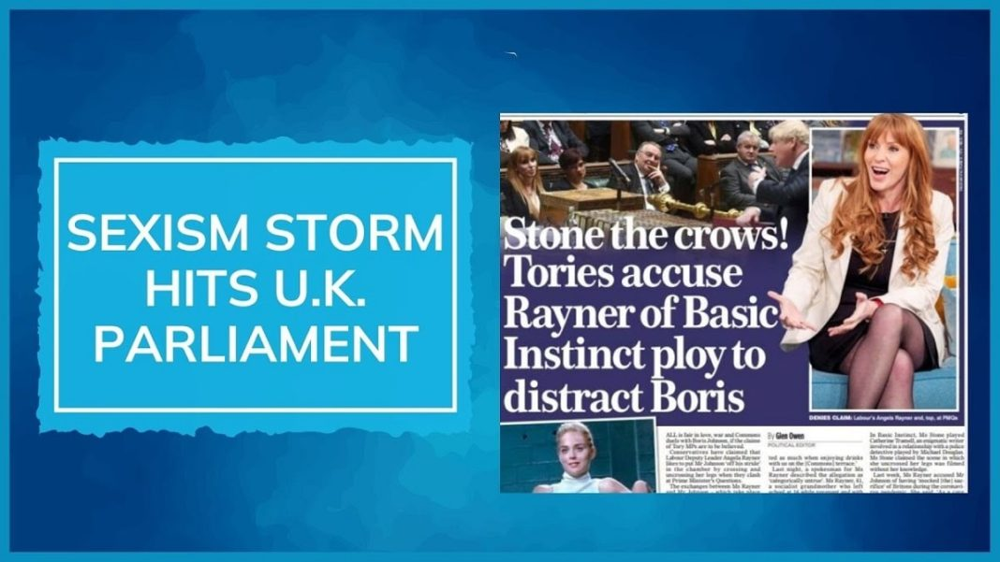 SEXISM STORM
HITS U.K.
PARLIAMENT
Stone the crows!
Tories accuse
Rayner of Basic
Instinct ploy to
distract Boris
DENIES CLAIM: Labour's Angela Rayner and, top, at PMQs
ALL is fair in love, war and Commons
duels with Boris Johnson, if the claims
of Tory MPs are to be believed.
Conservatives have claimed that
Labour Deputy Leader Angela Rayner
likes to put Mr Johnson 'off his stride'
in the chamber by crossing and
uncrossing her legs when they clash
at Prime Minister's Questions.
The exchanges between Ms Rayner
and Mr Johnson – which take place
By Glen Owen
POLITICAL EDITOR
ted as much when enjoying drinks
with us on the [Commons] terrace.'
Last night, a spokesman for Ms
Rayner described the allegation as
'categorically untrue'. Ms Rayner, 41,
a socialist grandmother who left
school at 16 while pregnant and with
In Basic Instinct, Ms Stone played
Catherine Tramell, an enigmatic writer
involved in a relationship with a police
detective played by Michael Douglas.
Ms Stone claimed the scene in which
she uncrossed her legs was filmed
without her knowledge.
Last week, Ms Rayner accused Mr
Johnson of having 'mocked [the] sac-
rifice' of Britons during the coronavi-
rus pandemic. She said: 'As a